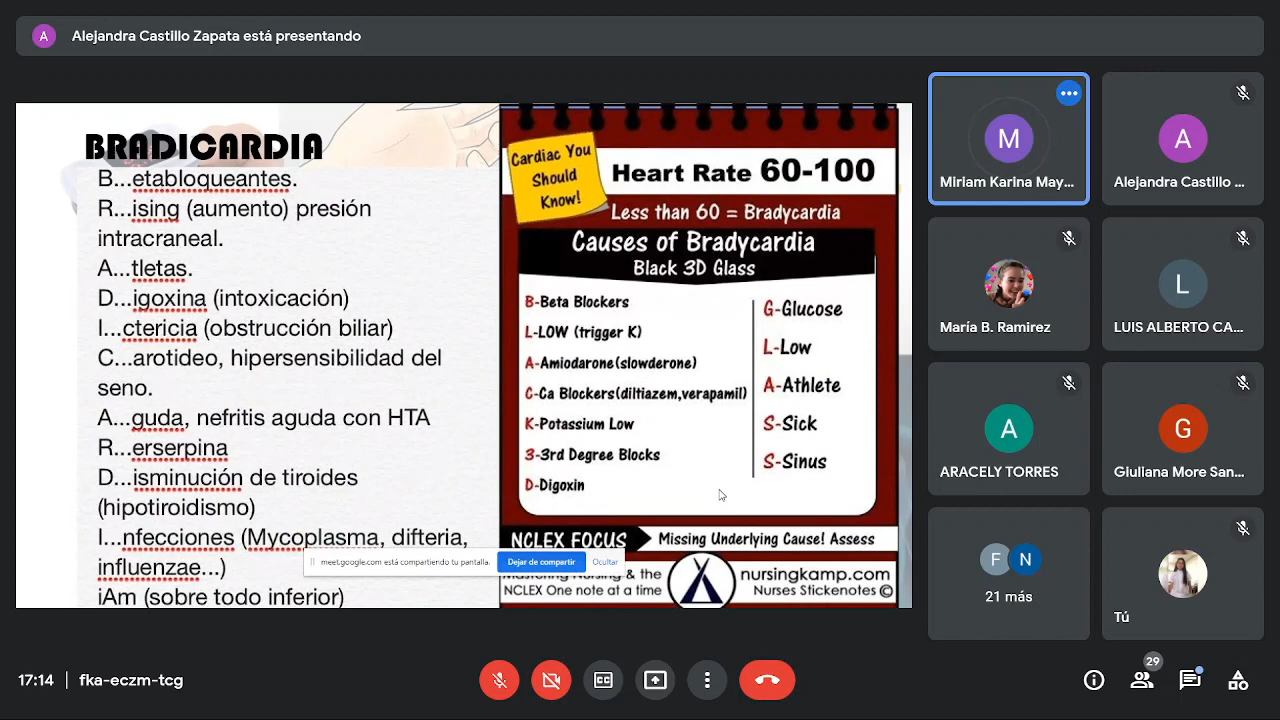 A
Alejandra Castillo Zapata está presentando
BRADICARDIA
B...etabloqueantes.
R...ising (aumento) presión
intracraneal.
A...tletas.
D...igoxina (intoxicación)
I...ctericia (obstrucción biliar)
C...arotideo, hipersensibilidad del
seno.
A...guda, nefritis aguda con HTA
R...erserpina
D...isminución de tiroides
(hipotiroidismo)
I...nfecciones (Mycoplasma, difteria,
influenzae...)
iAm (sobre todo inferior)
Cardiac You
Should
Know!
Heart Rate 60-100
Less than 60 = Bradycardia
Causes of Bradycardia
Black 3D Glass
B-Beta Blockers
L-LOW (trigger K)
A-Amiodarone(slowderone)
C-Ca Blockers(diltiazem,verapamil)
K-Potassium Low
3-3rd Degree Blocks
D-Digoxin
G-Glucose
L-Low
A-Athlete
S-Sick
S-Sinus
NCLEX FOCUS
Missing Underlying Cause! Assess
Mastering Nursing & the
NCLEX One note at a time
nursingkamp.com
Nurses Stickenotes ©
meet.google.com está compartiendo tu pantalla.
Dejar de compartir
Ocultar
M
Miriam Karina May...
A
Alejandra Castillo ...
María B. Ramirez
L
LUIS ALBERTO CA...
A
ARACELY TORRES
G
Giuliana More San...
F
N
21 más
Tú
17:14 | fka-eczm-tcg
29